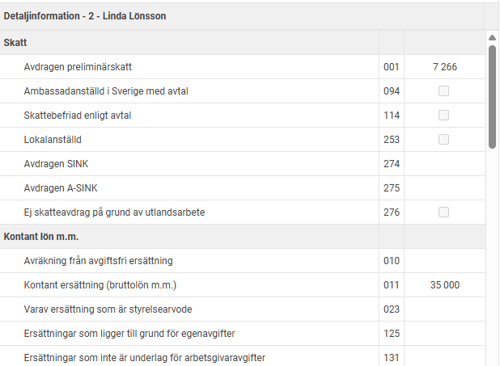 Detaljinformation - 2 - Linda Lönsson
Skatt
Avdragen preliminärskatt 001 7 266
Ambassadanställd i Sverige med avtal 094
Skattebefriad enligt avtal 114
Lokalanställd 253
Avdragen SINK 274
Avdragen A-SINK 275
Ej skatteavdrag på grund av utlandsarbete 276
Kontant lön m.m.
Avräkning från avgiftsfri ersättning 010
Kontant ersättning (bruttolön m.m.) 011 35 000
Varav ersättning som är styrelsearvode 023
Ersättningar som ligger till grund för egenavgifter 125
Ersättningar som inte är underlag för arbetsgivaravgifter 131